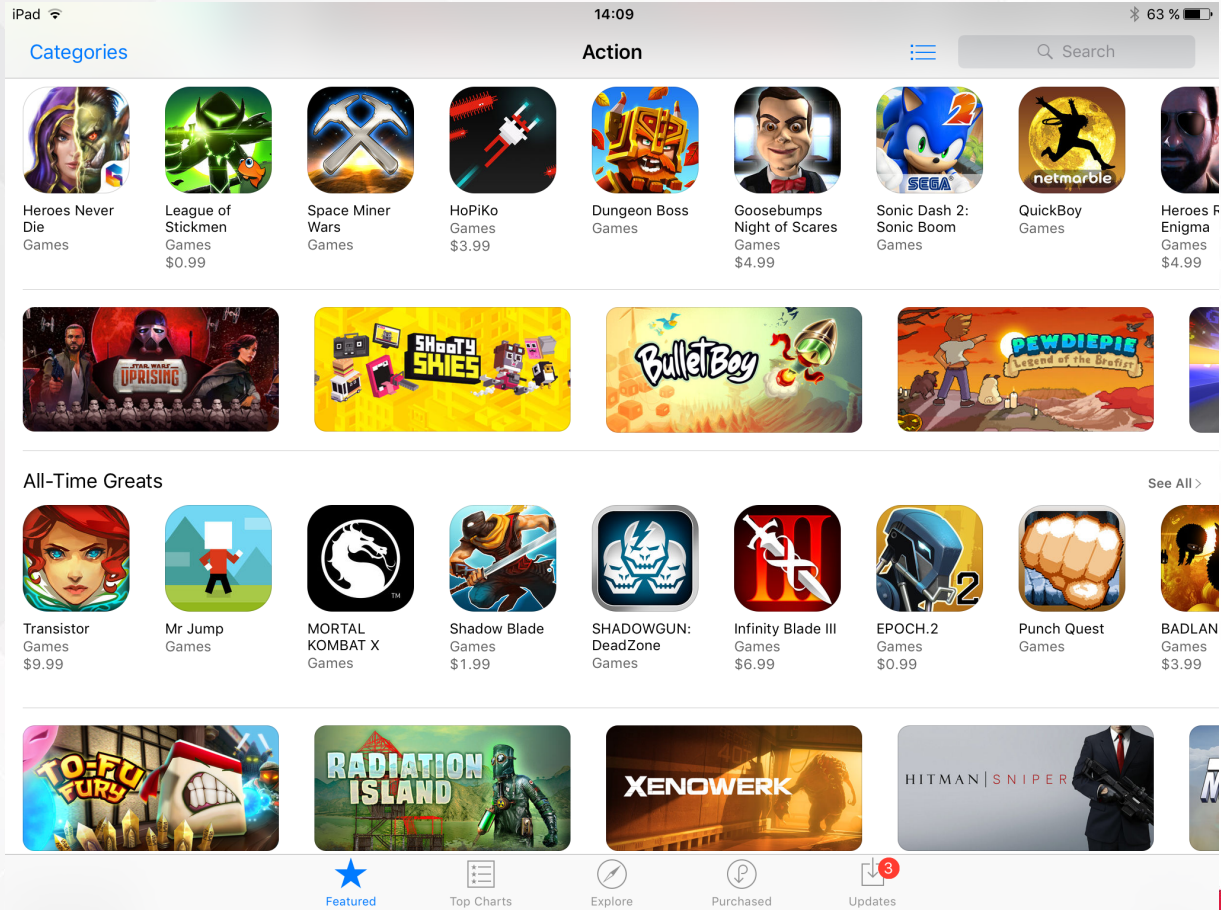 iPad
14:09
63 %
Categories
Action
Search
2
SEGA
netmarble
Heroes Never
Die
Games
League of
Stickmen
Games
$0.99
Space Miner
Wars
Games
HoPiKo
Games
$3.99
Dungeon Boss
Games
Goosebumps
Night of Scares
Games
$4.99
Sonic Dash 2:
Sonic Boom
Games
QuickBoy
Games
Heroes R
Enigma
Games
$4.99
STAR WARS
UPRISING
SHOOTY
SKIES
BulletBoy
PEWDIEPIE
Legend of the Brofist
All-Time Greats
See All
TM
III
2
Transistor
Games
$9.99
Mr Jump
Games
MORTAL
KOMBAT X
Games
Shadow Blade
Games
$1.99
SHADOWGUN:
DeadZone
Games
Infinity Blade III
Games
$6.99
EPOCH.2
Games
$0.99
Punch Quest
Games
BADLAN
Games
$3.99
TO-FU
FURY
RADIATION
ISLAND
XENOWERK
HITMAN|SNIPER
Featured
Top Charts
Explore
Purchased
3
Updates